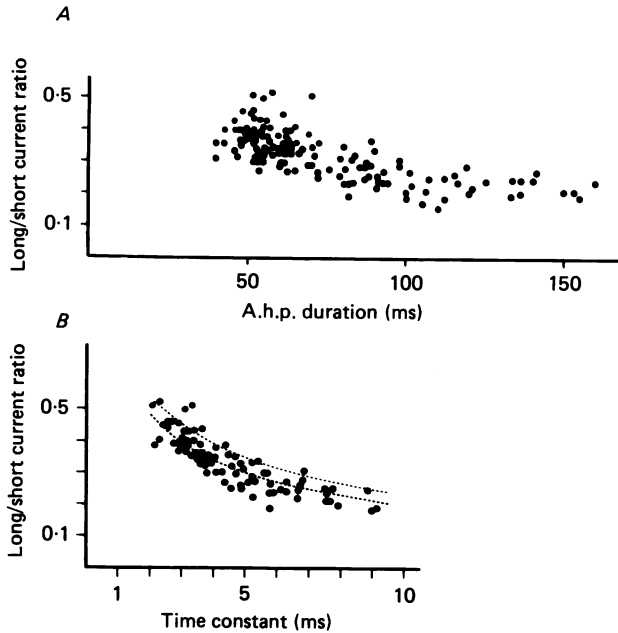 A
Long/short current ratio
0·5
0·1
50
100
150
A.h.p. duration (ms)
B
Long/short current ratio
0·5
0·1
1
5
10
Time constant (ms)